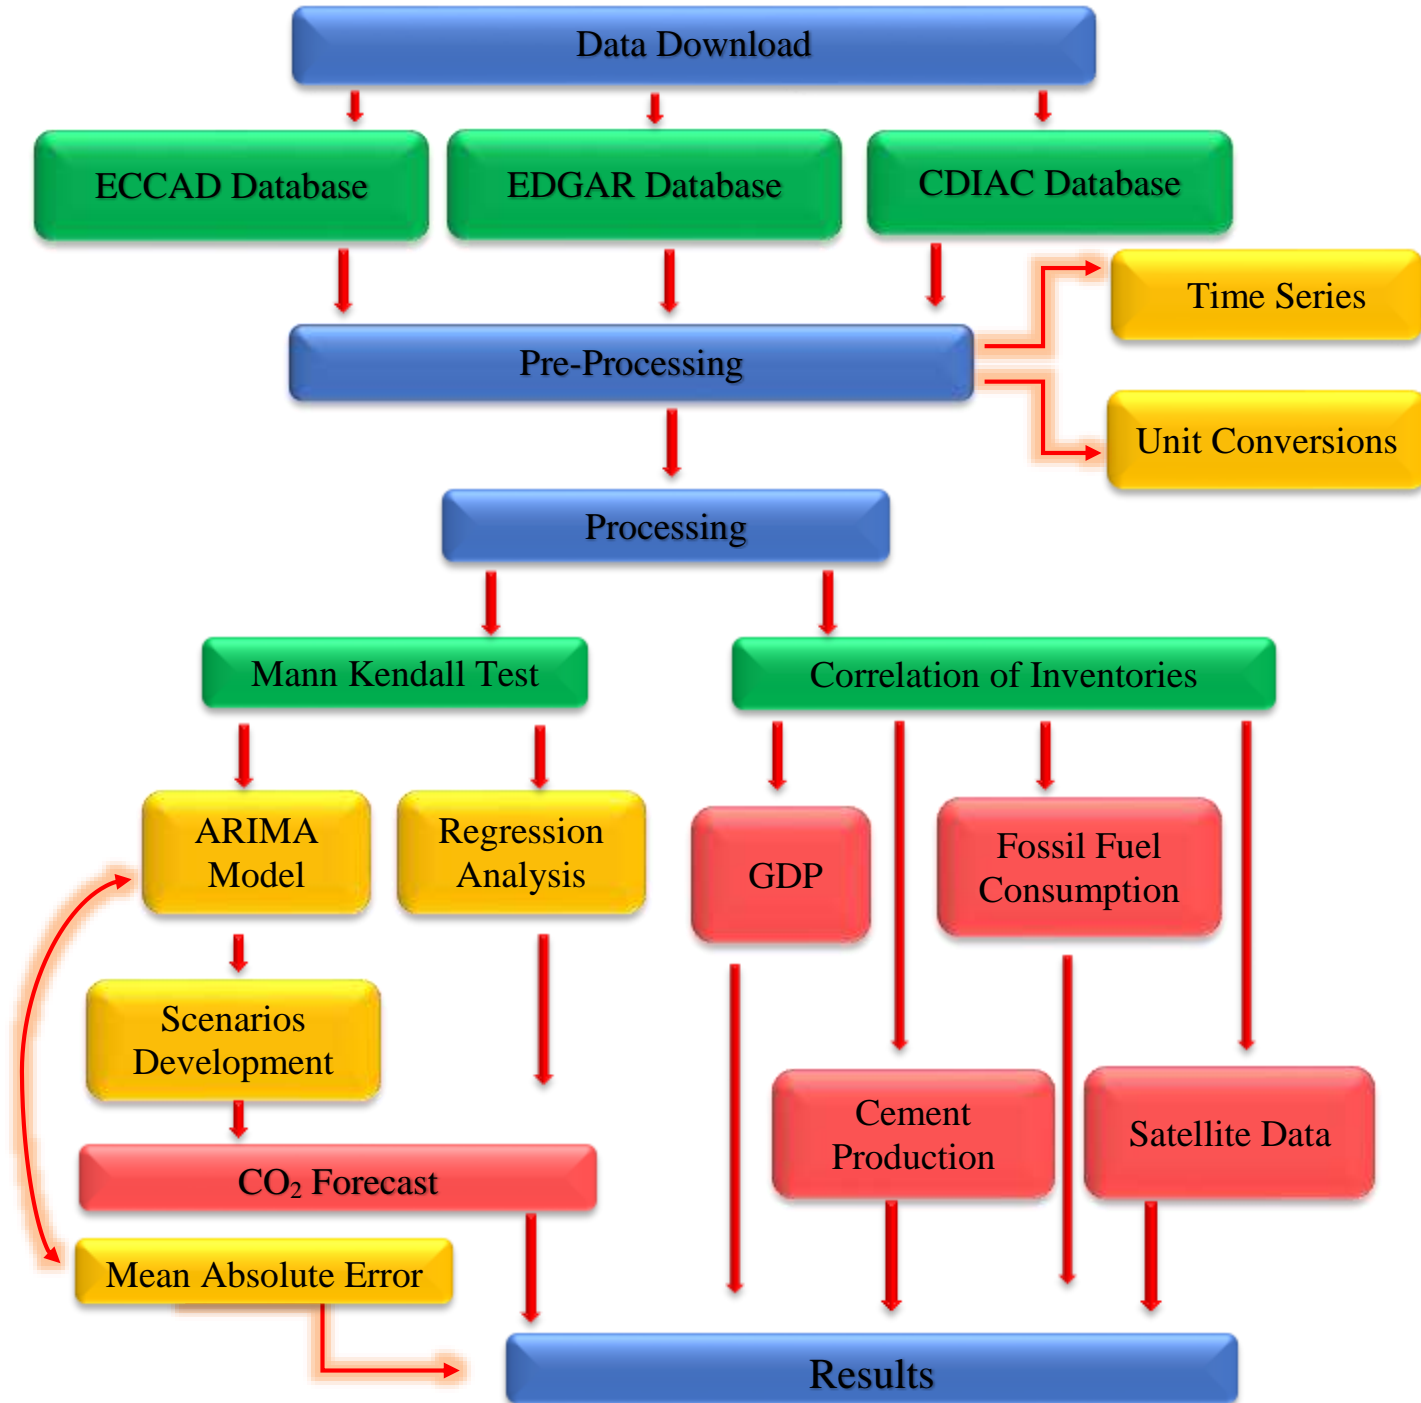 Data Download
ECCAD Database
EDGAR Database
CDIAC Database
Time Series
Pre-Processing
Unit Conversions
Processing
Mann Kendall Test
Correlation of Inventories
ARIMA
Model
Regression
Analysis
GDP
Fossil Fuel
Consumption
Scenarios
Development
Cement
Production
Satellite Data
CO₂ Forecast
Mean Absolute Error
Results